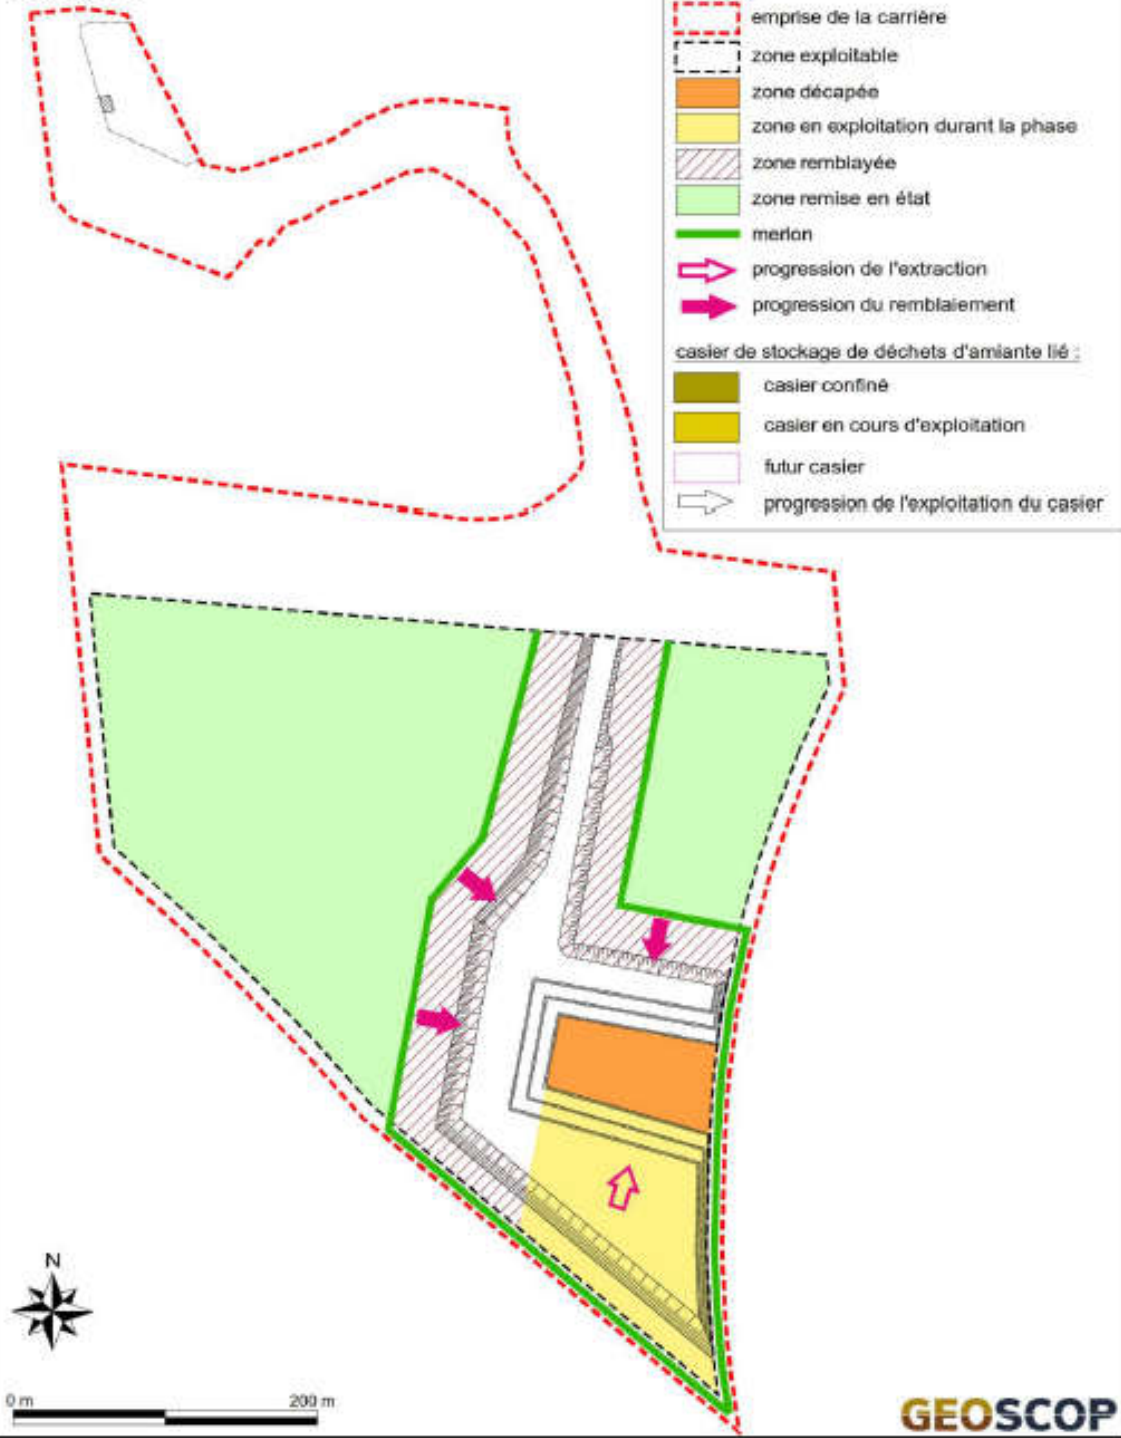 emprise de la carrière
zone exploitable
zone décapée
zone en exploitation durant la phase
zone remblayée
zone remise en état
merlon
progression de l'extraction
progression du remblaiement
casier de stockage de déchets d'amiante lié :
casier confiné
casier en cours d'exploitation
futur casier
progression de l'exploitation du casier
N
0 m
200 m
GEOSCOP